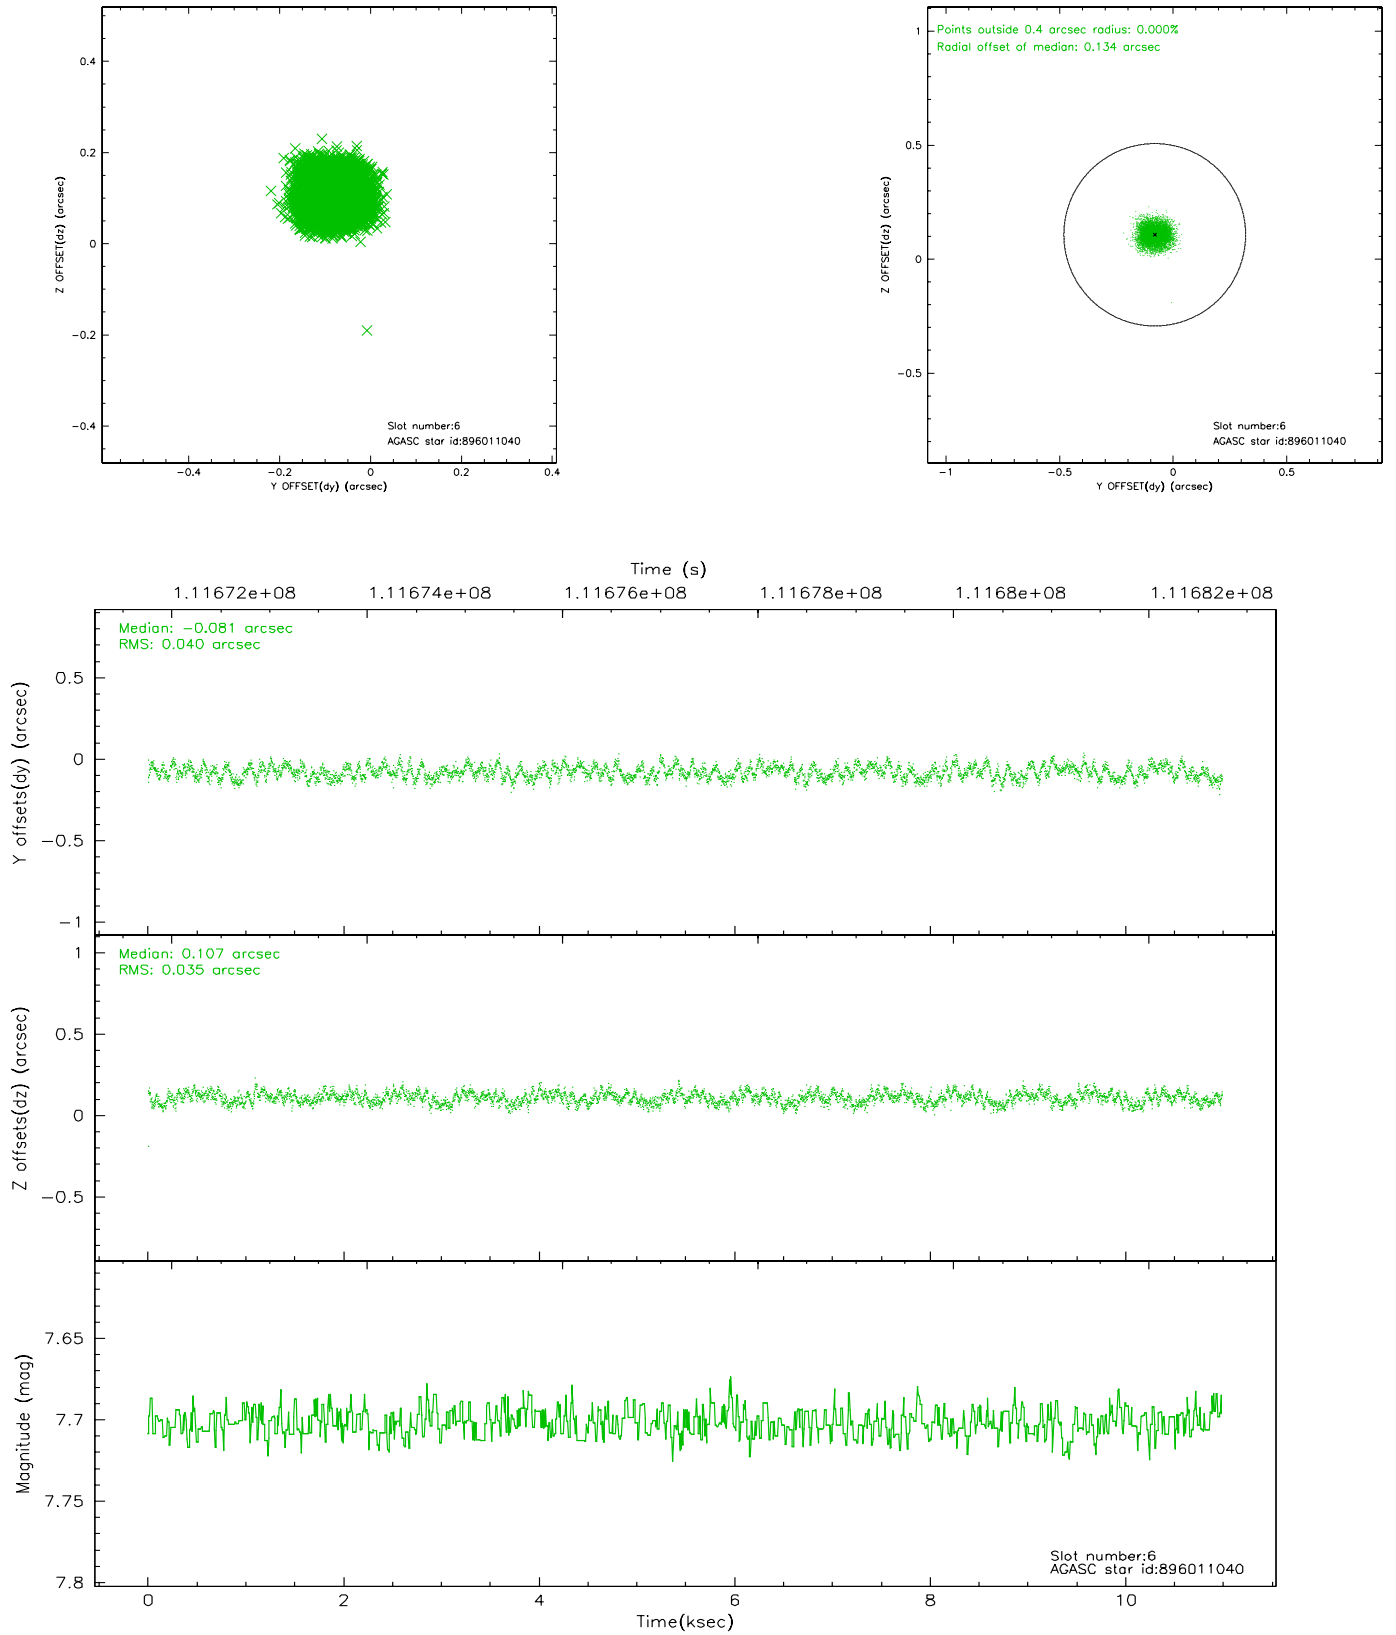 0.4
0.2
0
−0.2
−0.4
Z OFFSET(dz) (arcsec)
Slot number:6
AGASC star id:896011040
−0.4 −0.2 0 0.2 0.4
Y OFFSET(dy) (arcsec)
Points outside 0.4 arcsec radius: 0.000%
Radial offset of median: 0.134 arcsec
1
0.5
0
−0.5
Z OFFSET(dz) (arcsec)
Slot number:6
AGASC star id:896011040
−1 −0.5 0 0.5
Y OFFSET(dy) (arcsec)
Time (s)
1.11672e+08 1.11674e+08 1.11676e+08 1.11678e+08 1.1168e+08 1.11682e+08
Median: −0.081 arcsec
RMS: 0.040 arcsec
0.5
0
−0.5
−1
Y offsets(dy) (arcsec)
Median: 0.107 arcsec
RMS: 0.035 arcsec
1
0.5
0
−0.5
Z offsets(dz) (arcsec)
7.65
7.7
7.75
7.8
Magnitude (mag)
Slot number:6
AGASC star id:896011040
0 2 4 6 8 10
Time(ksec)